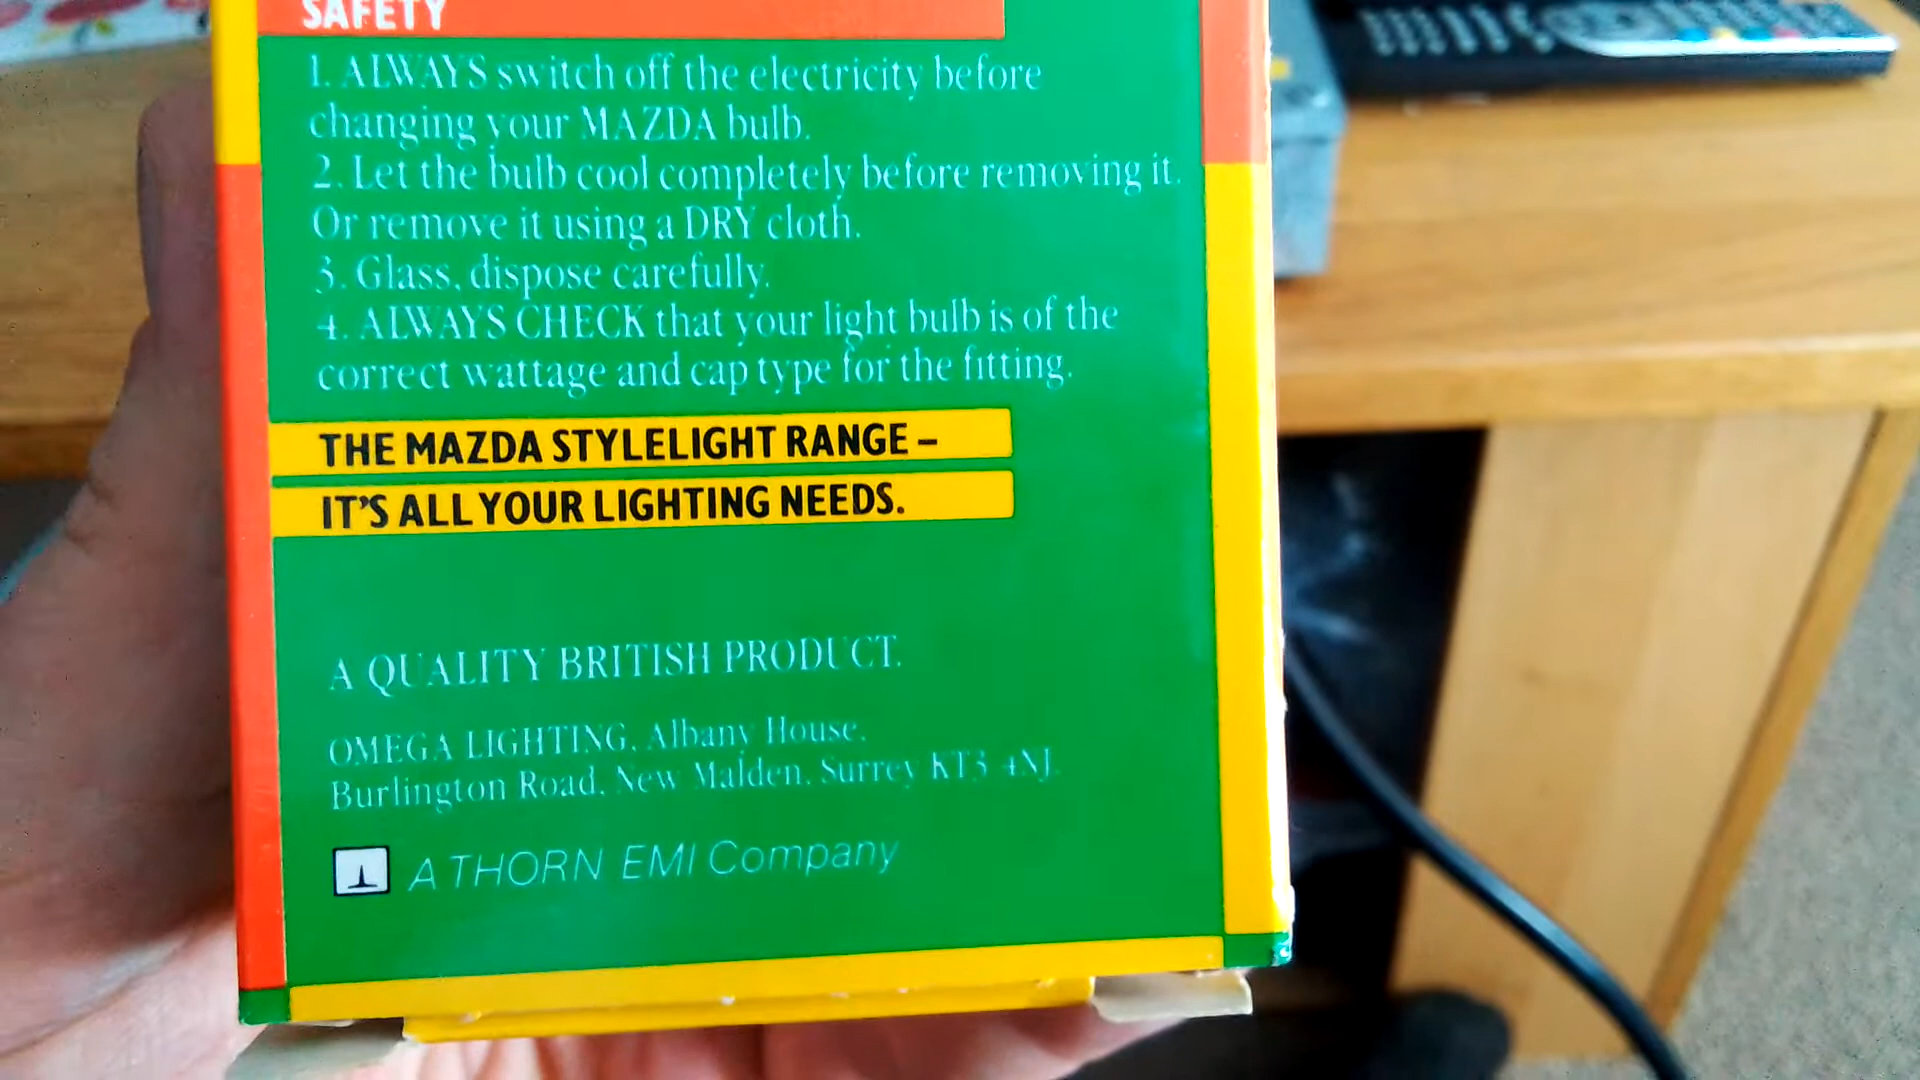 SAFETY
1. ALWAYS switch off the electricity before
changing your MAZDA bulb.
2. Let the bulb cool completely before removing it.
Or remove it using a DRY cloth.
3. Glass, dispose carefully.
4. ALWAYS CHECK that your light bulb is of the
correct wattage and cap type for the fitting.
THE MAZDA STYLELIGHT RANGE –
IT'S ALL YOUR LIGHTING NEEDS.
A QUALITY BRITISH PRODUCT.
OMEGA LIGHTING, Albany House,
Burlington Road, New Malden, Surrey KT3 4NJ.
A THORN EMI Company